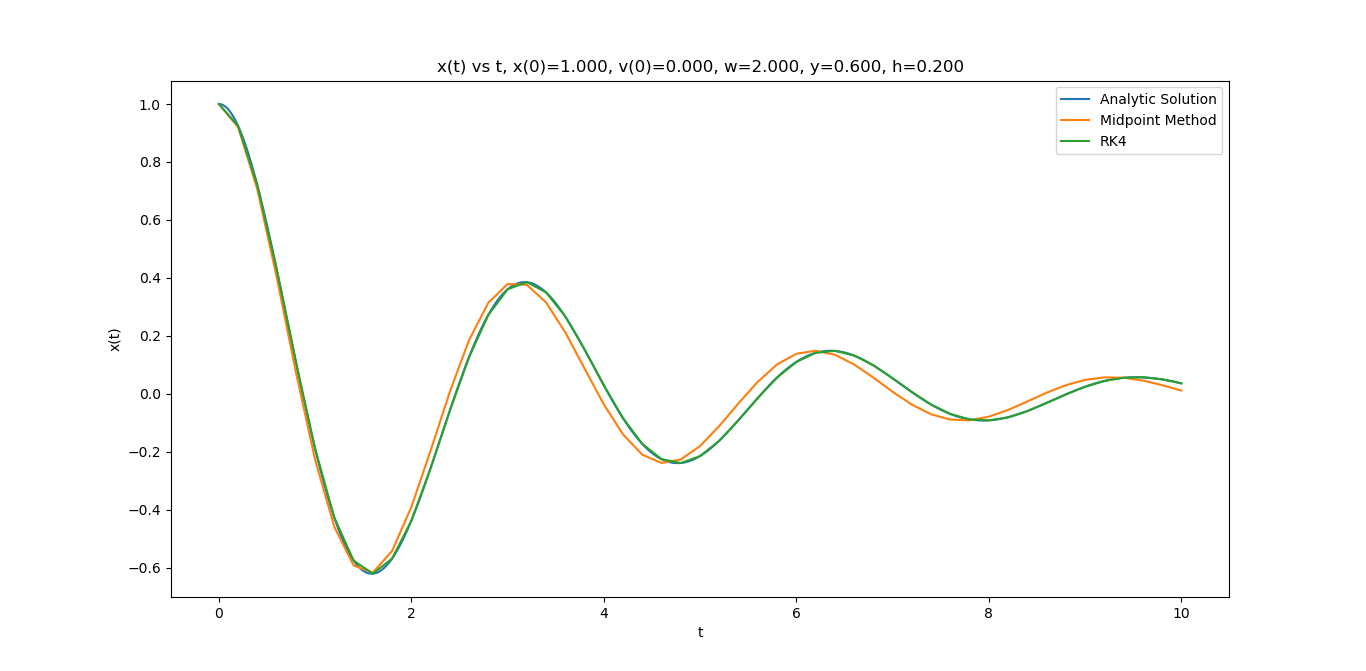 x(t) vs t, x(0)=1.000, v(0)=0.000, w=2.000, y=0.600, h=0.200
Analytic Solution
Midpoint Method
RK4
1.0
0.8
0.6
0.4
0.2
0.0
−0.2
−0.4
−0.6
x(t)
0 2 4 6 8 10
t